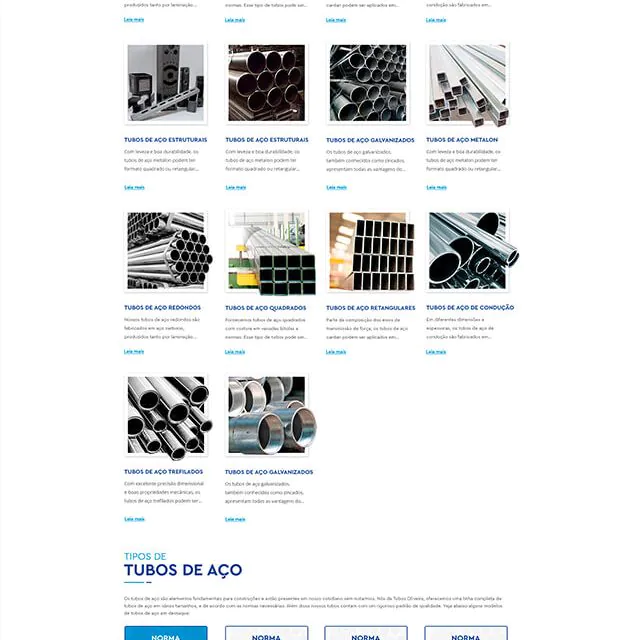 produzidos tanto por laminação...
normas. Esse tipo de tubos pode ser...
cardan podem ser aplicados em...
condução são fabricados em...
Leia mais
Leia mais
Leia mais
Leia mais
TUBOS DE AÇO ESTRUTURAIS
Com leveza e boa durabilidade, os
tubos de aço metalon podem ter
formato quadrado ou retangular...
Leia mais
TUBOS DE AÇO ESTRUTURAIS
Com leveza e boa durabilidade, os
tubos de aço metalon podem ter
formato quadrado ou retangular...
Leia mais
TUBOS DE AÇO GALVANIZADOS
Os tubos de aço galvanizados,
também conhecidos como zincados,
apresentam todas as vantagens do...
Leia mais
TUBOS DE AÇO METALON
Com leveza e boa durabilidade, os
tubos de aço metalon podem ter
formato quadrado ou retangular...
Leia mais
TUBOS DE AÇO REDONDOS
Nossos tubos de aço redondos são
fabricados em aço carbono,
produzidos tanto por laminação...
Leia mais
TUBOS DE AÇO QUADRADOS
Fornecemos tubos de aço quadrados
com costura em variadas bitolas e
normas. Esse tipo de tubos pode ser...
Leia mais
TUBOS DE AÇO RETANGULARES
Parte da composição dos eixos de
transmissão de força, os tubos de aço
cardan podem ser aplicados em...
Leia mais
TUBOS DE AÇO DE CONDUÇÃO
Em diferentes dimensões e
espessuras, os tubos de aço de
condução são fabricados em...
Leia mais
TUBOS DE AÇO TREFILADOS
Com excelente precisão dimensional
e boas propriedades mecânicas, os
tubos de aço trefilados podem ser...
Leia mais
TUBOS DE AÇO GALVANIZADOS
Os tubos de aço galvanizados,
também conhecidos como zincados,
apresentam todas as vantagens do...
Leia mais
TIPOS DE
TUBOS DE AÇO
Os tubos de aço são elementos fundamentais para construções e estão presentes em nosso cotidiano sem notarmos. Nós da Tubos Oliveira, oferecemos uma linha completa de
tubos de aço em vários tamanhos, e de acordo com as normas necessárias. Além disso nossos tubos contam com um rigoroso padrão de qualidade. Veja abaixo alguns modelos
de tubos de aço em destaque.
NORMA
NORMA
NORMA
NORMA